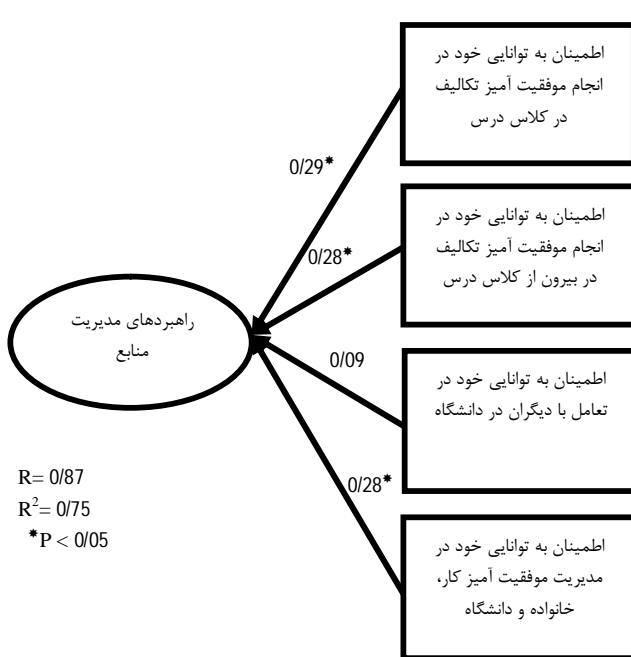 اطمینان به توانایی خود در
انجام موفقیت آمیز تکالیف
در کلاس درس
0/29*
اطمینان به توانایی خود در
انجام موفقیت آمیز تکالیف
در بیرون از کلاس درس
0/28*
راهبردهای مدیریت
منابع
0/09
اطمینان به توانایی خود در
تعامل با دیگران در دانشگاه
0/28*
اطمینان به توانایی خود در
مدیریت موفقیت آمیز کار،
خانواده و دانشگاه
R= 0/87
R²= 0/75
*P < 0/05